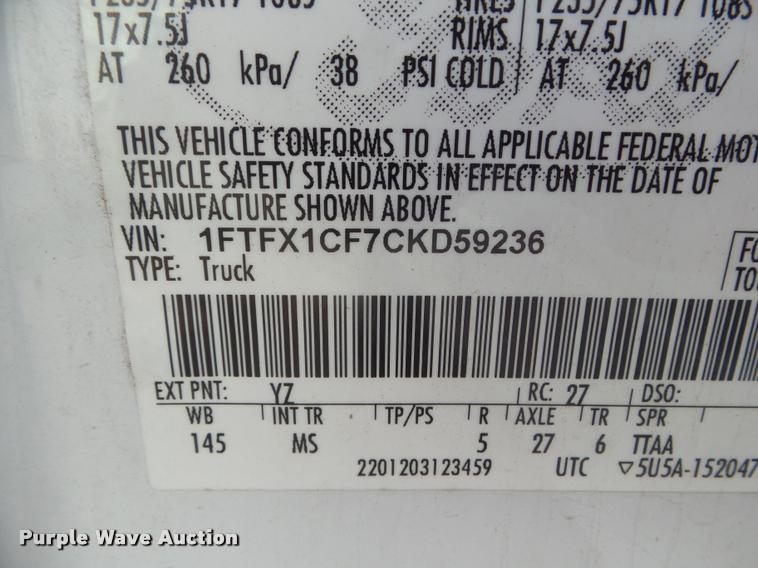 17x7.5J RIMS 17x7.5J
AT 260 kPa/ 38 PSI COLD AT 260 kPa/
THIS VEHICLE CONFORMS TO ALL APPLICABLE FEDERAL MOT
VEHICLE SAFETY STANDARDS IN EFFECT ON THE DATE OF
MANUFACTURE SHOWN ABOVE.
VIN: 1FTFX1CF7CKD59236
TYPE: Truck
EXT PNT: YZ RC: 27 DSO:
WB INT TR TP/PS R AXLE TR SPR
145 MS 5 27 6 TTAA
2201203123459 UTC ▽5U5A-152047
Purple Wave Auction